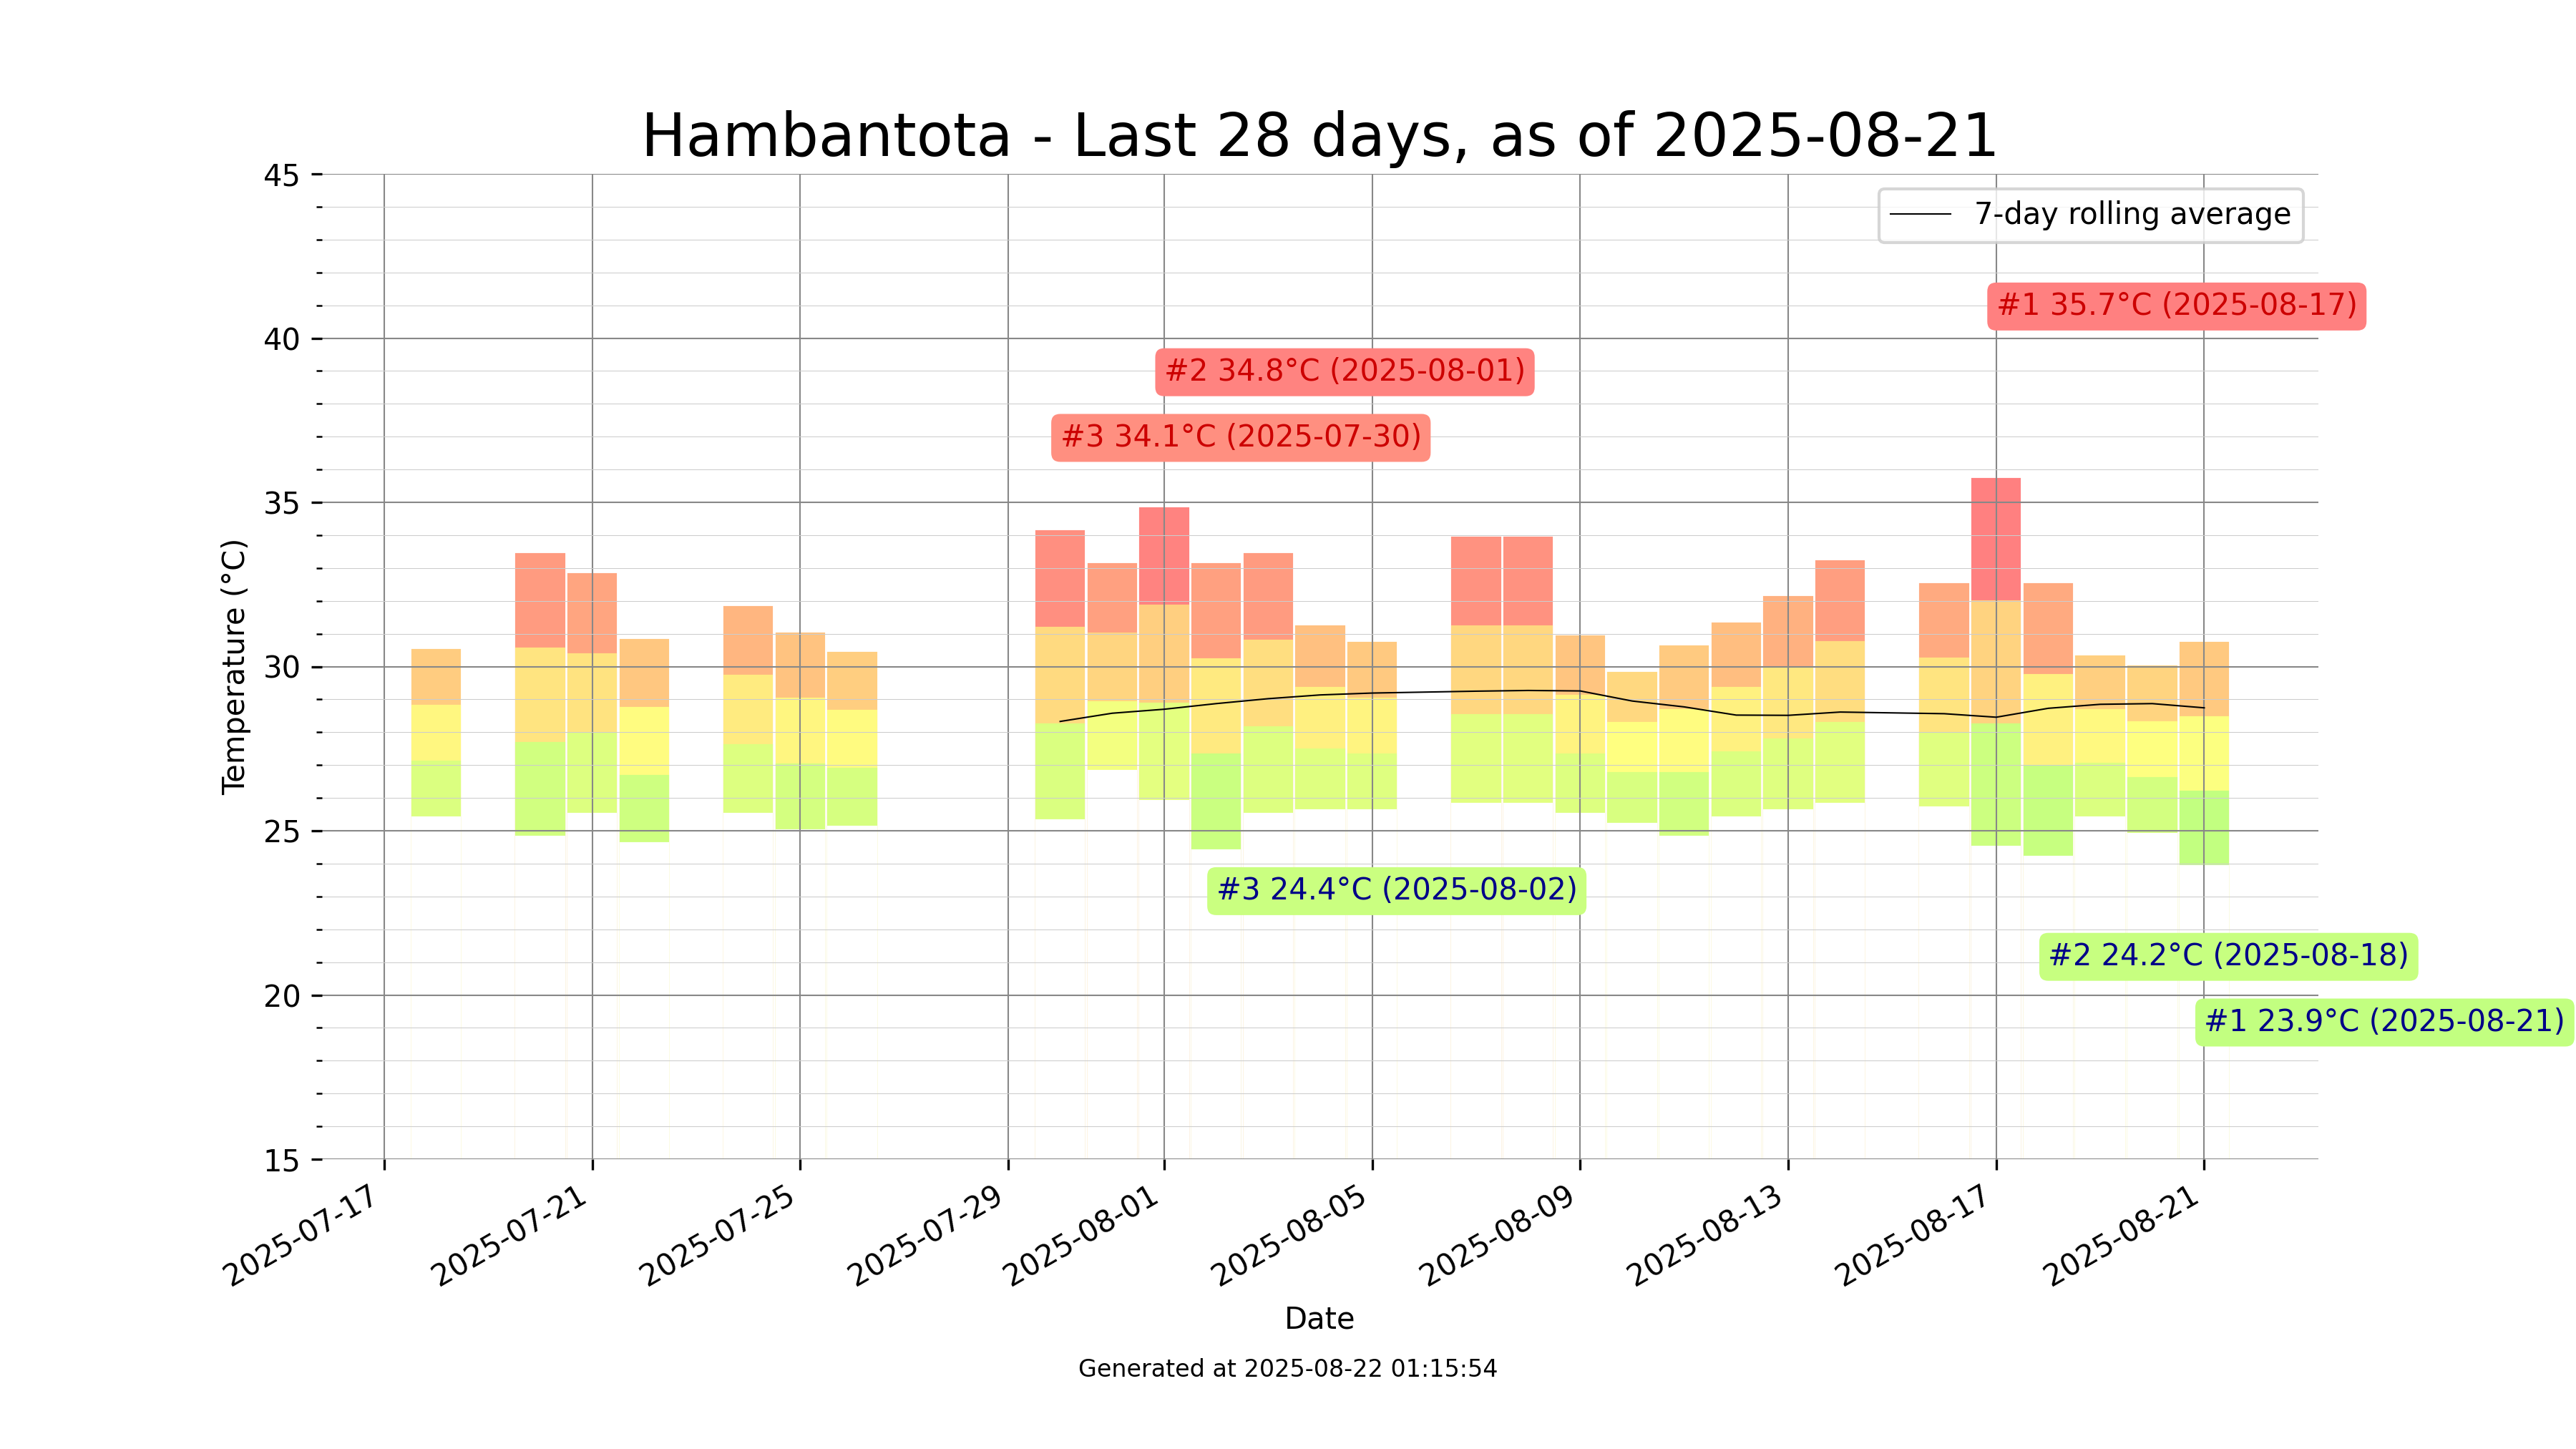 Hambantota - Last 28 days, as of 2025-08-21
7-day rolling average
#1 35.7°C (2025-08-17)
#2 34.8°C (2025-08-01)
#3 34.1°C (2025-07-30)
#3 24.4°C (2025-08-02)
#2 24.2°C (2025-08-18)
#1 23.9°C (2025-08-21)
Temperature (°C)
45
40
35
30
25
20
15
2025-07-17
2025-07-21
2025-07-25
2025-07-29
2025-08-01
2025-08-05
2025-08-09
2025-08-13
2025-08-17
2025-08-21
Date
Generated at 2025-08-22 01:15:54